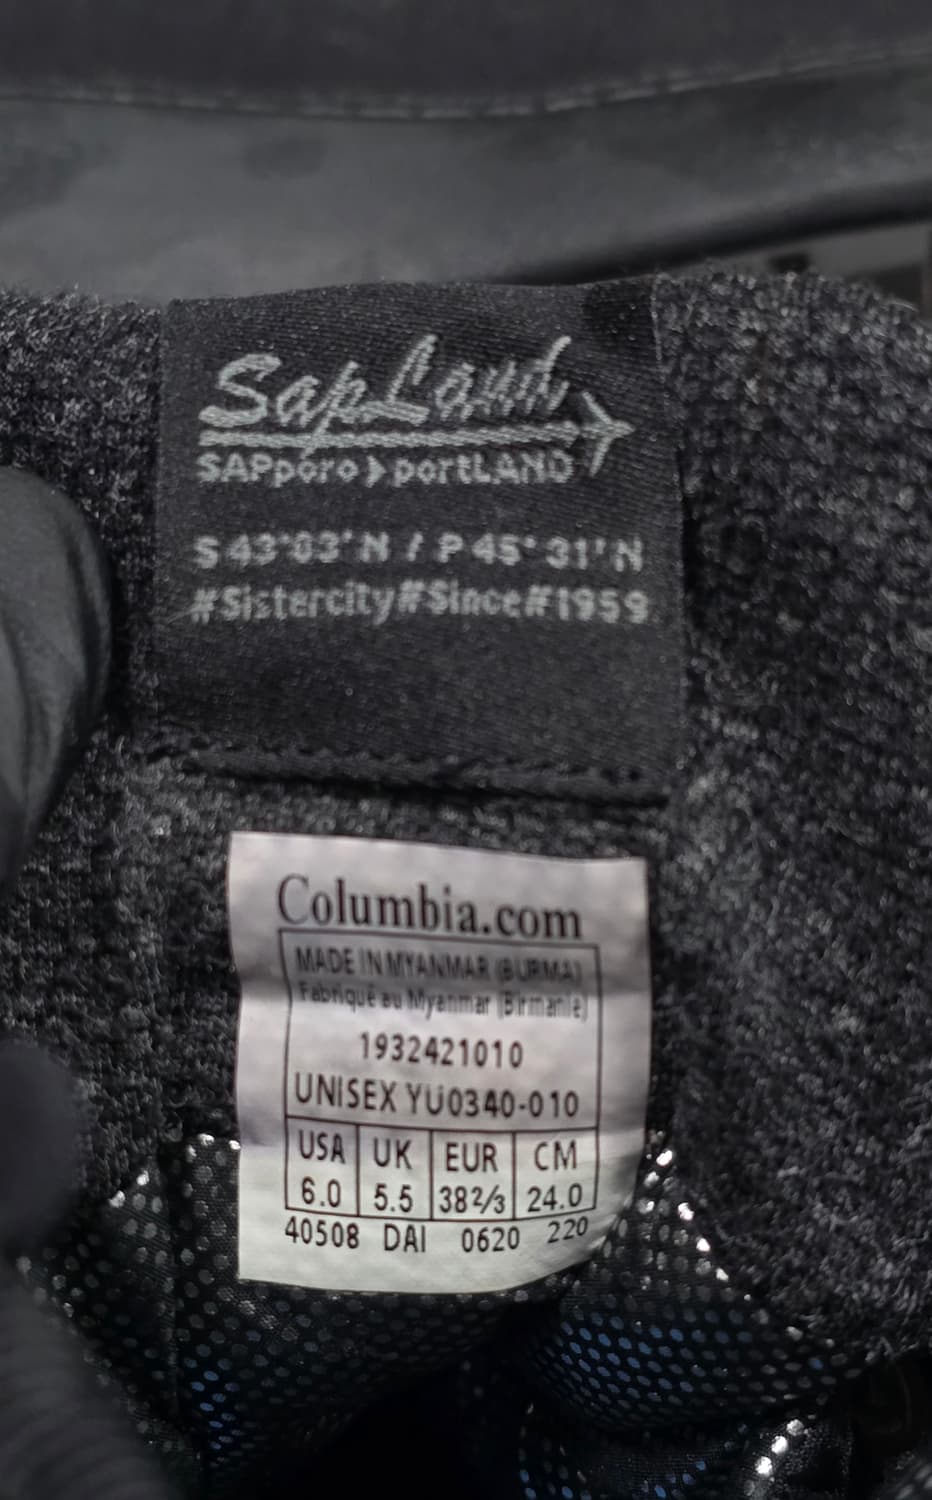 SapLand
SAPporo>portLAND
S 43°03' N / P 45° 31' N
#Sistercity#Since#1959
Columbia.com
MADE IN MYANMAR (BURMA)
Fabriqué au Myanmar (Birmanie)
1932421010
UNISEX YU0340-010
USA UK EUR CM
6.0 5.5 38 2/3 24.0
40508 DAI 0620 220